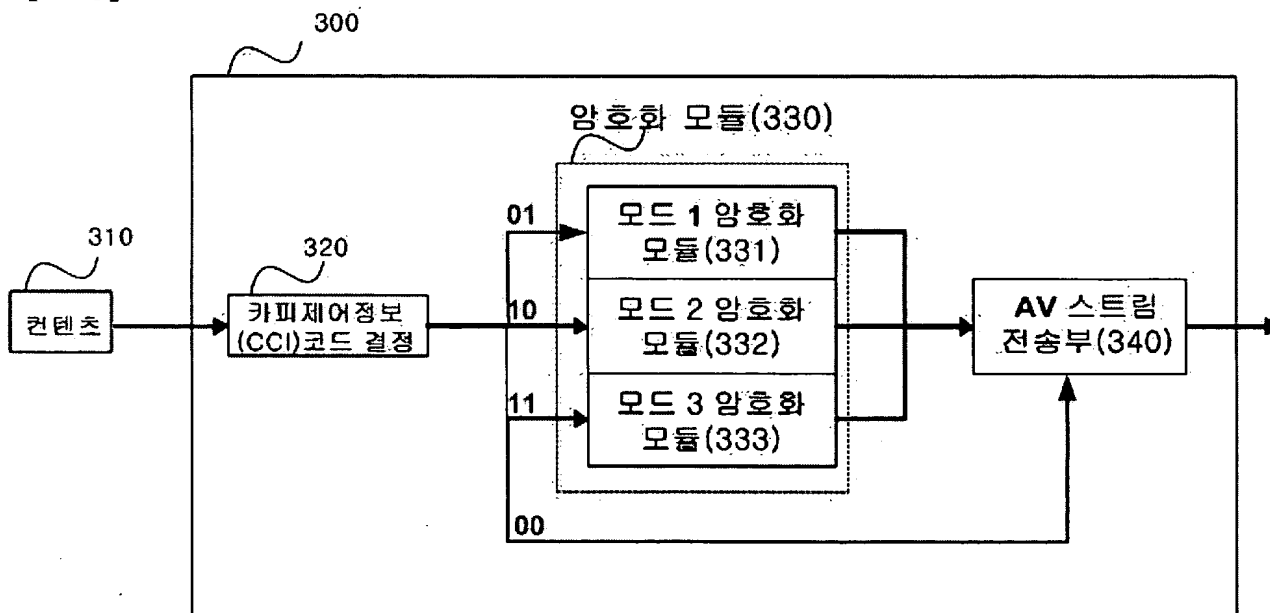 300
암호화 모듈(330)
310
컨텐츠
320
카피제어정보
(CCI)코드 결정
01
10
11
00
모드 1 암호화
모듈(331)
모드 2 암호화
모듈(332)
모드 3 암호화
모듈(333)
AV 스트림
전송부(340)